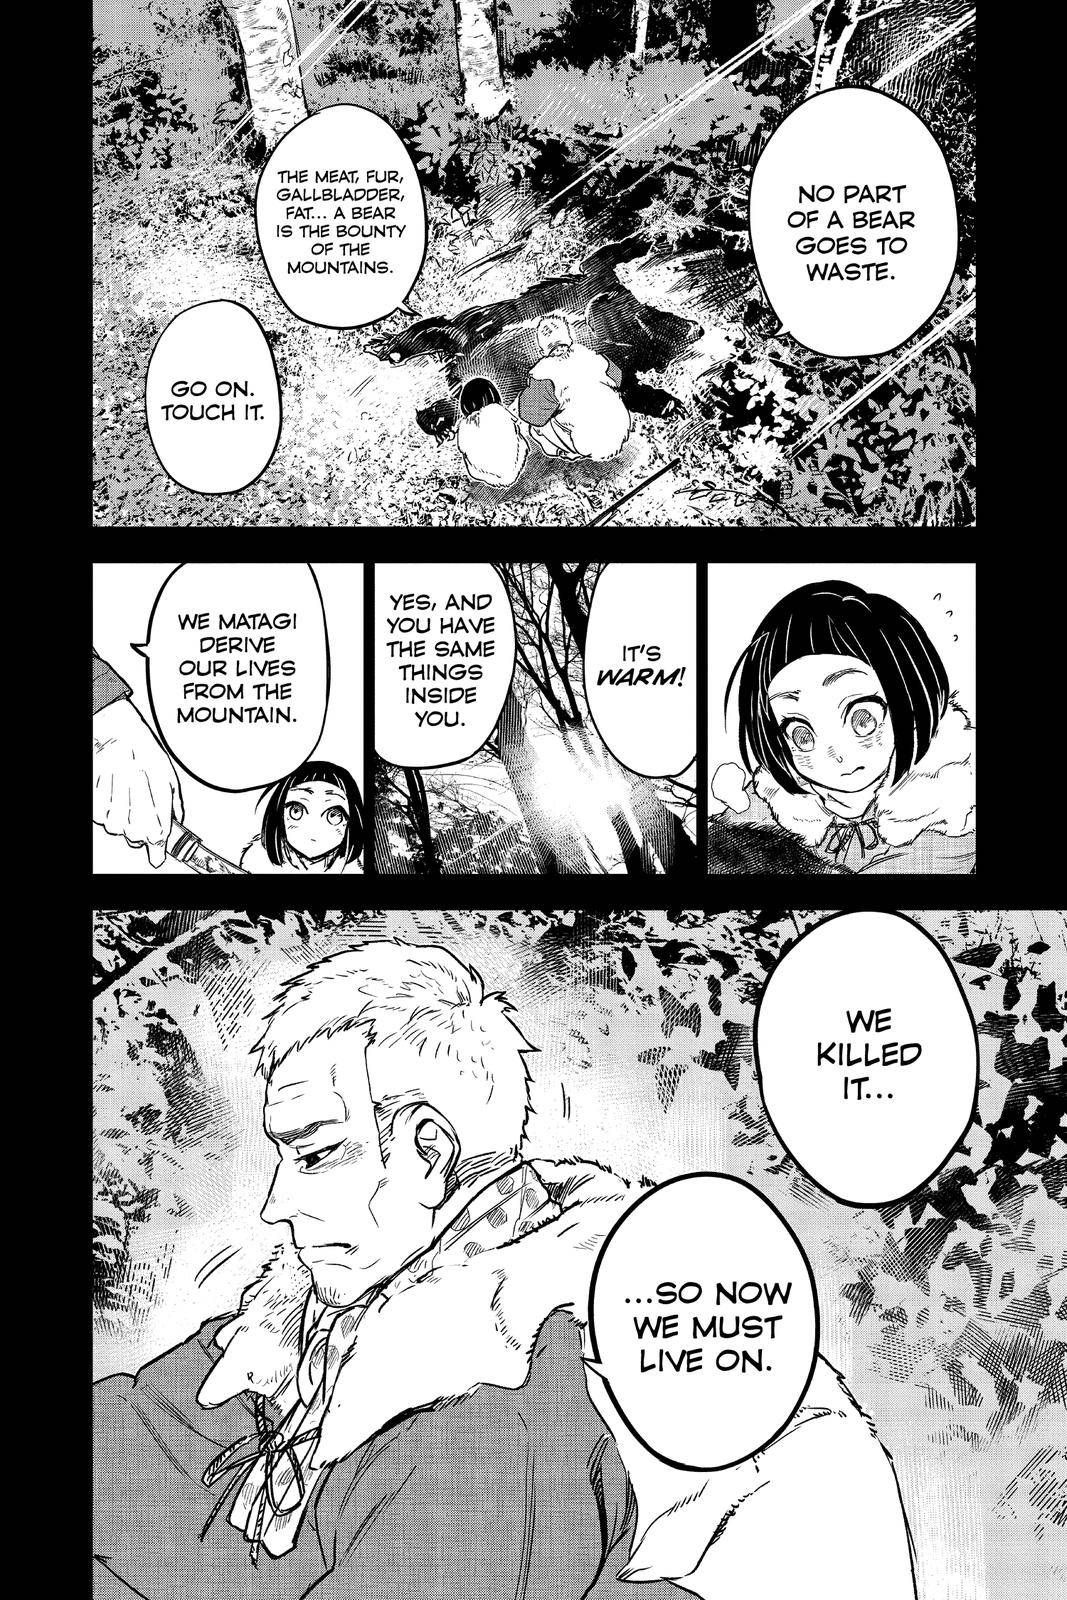 NO PART
OF A BEAR
GOES TO
WASTE.
THE MEAT, FUR,
GALLBLADDER,
FAT... A BEAR
IS THE BOUNTY
OF THE
MOUNTAINS.
GO ON.
TOUCH IT.
IT'S
WARM!
YES, AND
YOU HAVE
THE SAME
THINGS
INSIDE
YOU.
WE MATAGI
DERIVE
OUR LIVES
FROM THE
MOUNTAIN.
WE
KILLED
IT...
...SO NOW
WE MUST
LIVE ON.